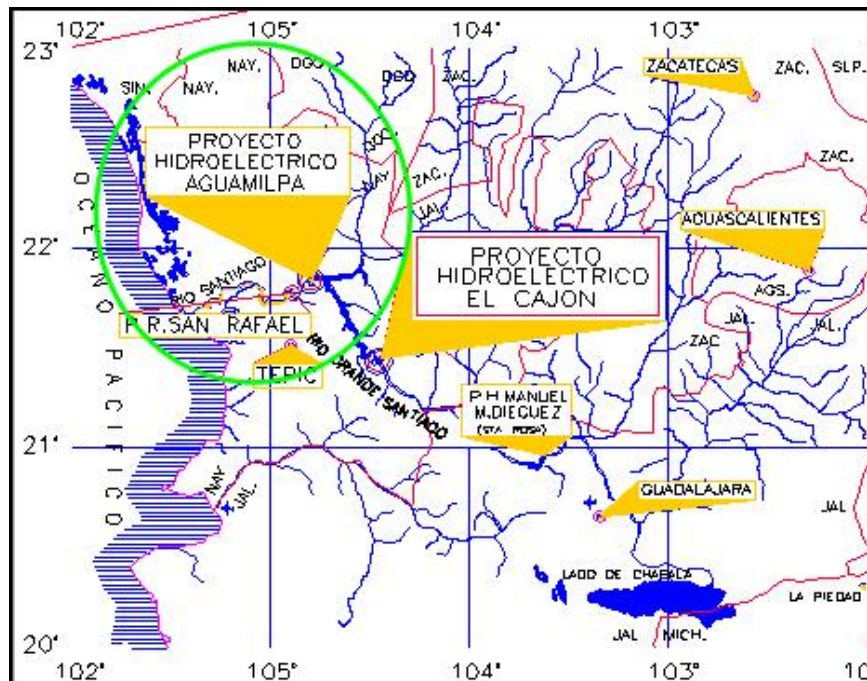 102° 105° 104° 103°
23°
SIN.
NAY.
NAY.
DGO.
DGO
ZAC.
ZACATECAS
ZAC.
SLP.
PROYECTO
HIDROELECTRICO
AGUAMILPA
DGO.
NAY.
ZAC.
JAL.
ZAC.
OCEANO PACIFICO
22°
AGUASCALIENTES
PROYECTO
HIDROELECTRICO
EL CAJON
RIO SANTIAGO
AGS.
P. R. SAN RAFAEL
JAL.
JAL.
ZAC
TEPIC
RIO GRANDE SANTIAGO
P.H. MANUEL
M. DIEGUEZ
(STA ROSA)
21°
NAY
JAL.
GUADALAJARA
JAL
LAGO DE CHAPALA
LA PIEDAD
20°
JAL
MICH.
102° 105° 104° 103°